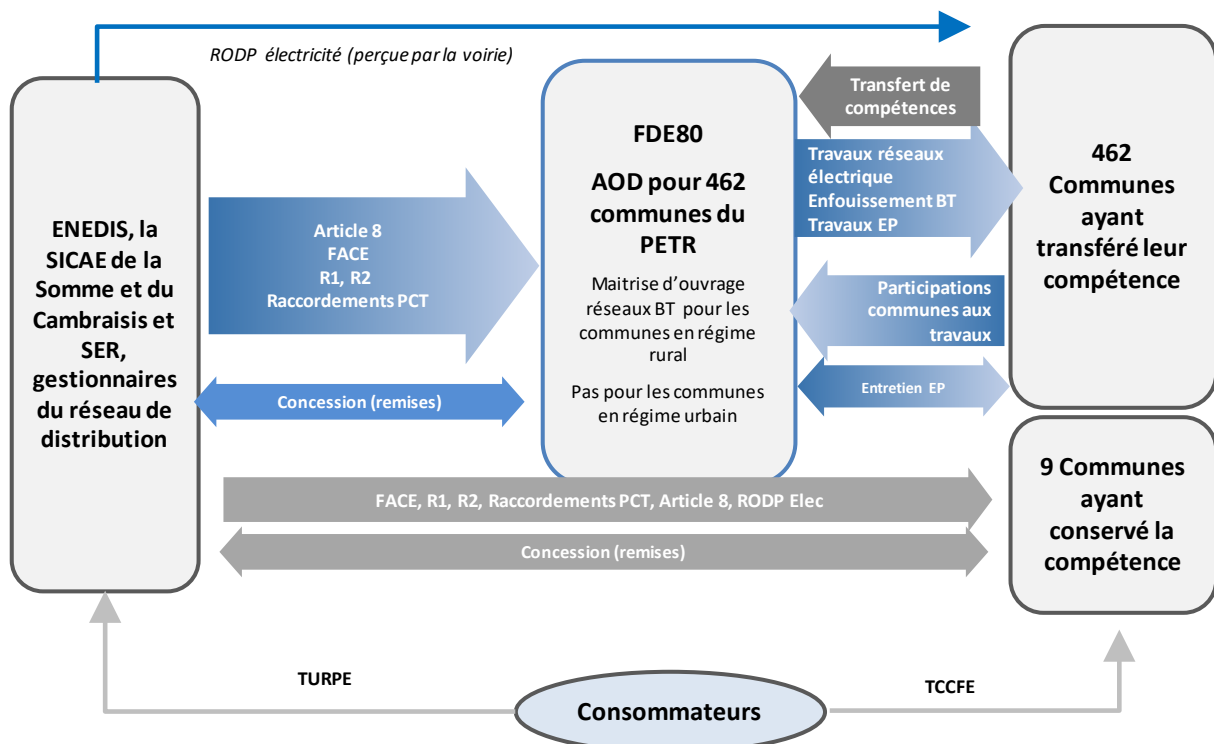 RODP électricité (perçue par la voirie)
ENEDIS, la
SICAE de la
Somme et du
Cambraisis et
SER,
gestionnaires
du réseau de
distribution
Article 8
FACE
R1, R2
Raccordements PCT
Concession (remises)
FDE80
AOD pour 462
communes du
PETR
Maitrise d’ouvrage
réseaux BT pour les
communes en régime
rural
Pas pour les communes
en régime urbain
Transfert de
compétences
Travaux réseaux
électrique
Enfouissement BT
Travaux EP
Participations
communes aux
travaux
Entretien EP
462
Communes
ayant
transféré leur
compétence
9 Communes
ayant
conservé la
compétence
FACE, R1, R2, Raccordements PCT, Article 8, RODP Elec
Concession (remises)
TURPE
TCCFE
Consommateurs